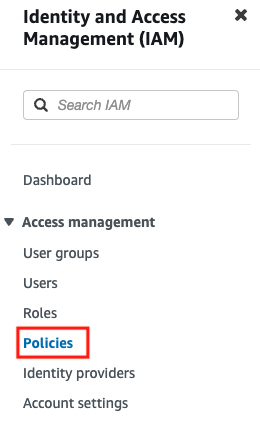 Identity and Access
Management (IAM)
Search IAM
Dashboard
Access management
User groups
Users
Roles
Policies
Identity providers
Account settings